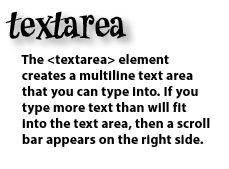 textarea
The <textarea> element
creates a multiline text area
that you can type into. If you
type more text than will fit
into the text area, then a scroll
bar appears on the right side.